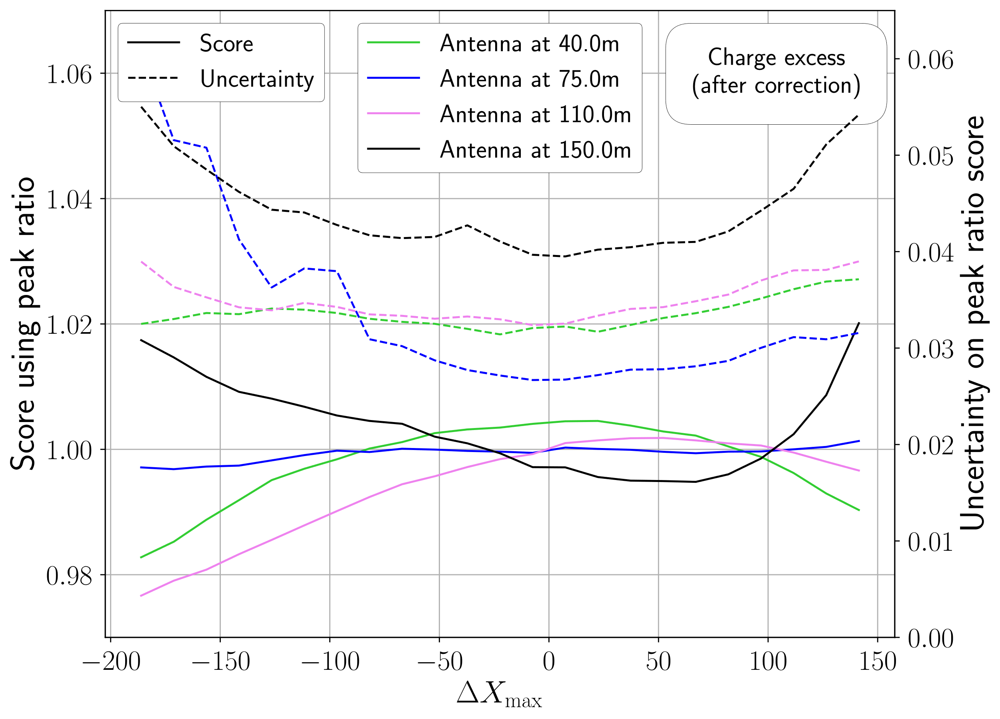 Score
Uncertainty
Antenna at 40.0m
Antenna at 75.0m
Antenna at 110.0m
Antenna at 150.0m
Charge excess
(after correction)
Score using peak ratio
1.06
1.04
1.02
1.00
0.98
Uncertainty on peak ratio score
0.06
0.05
0.04
0.03
0.02
0.01
0.00
−200 −150 −100 −50 0 50 100 150
ΔXmax